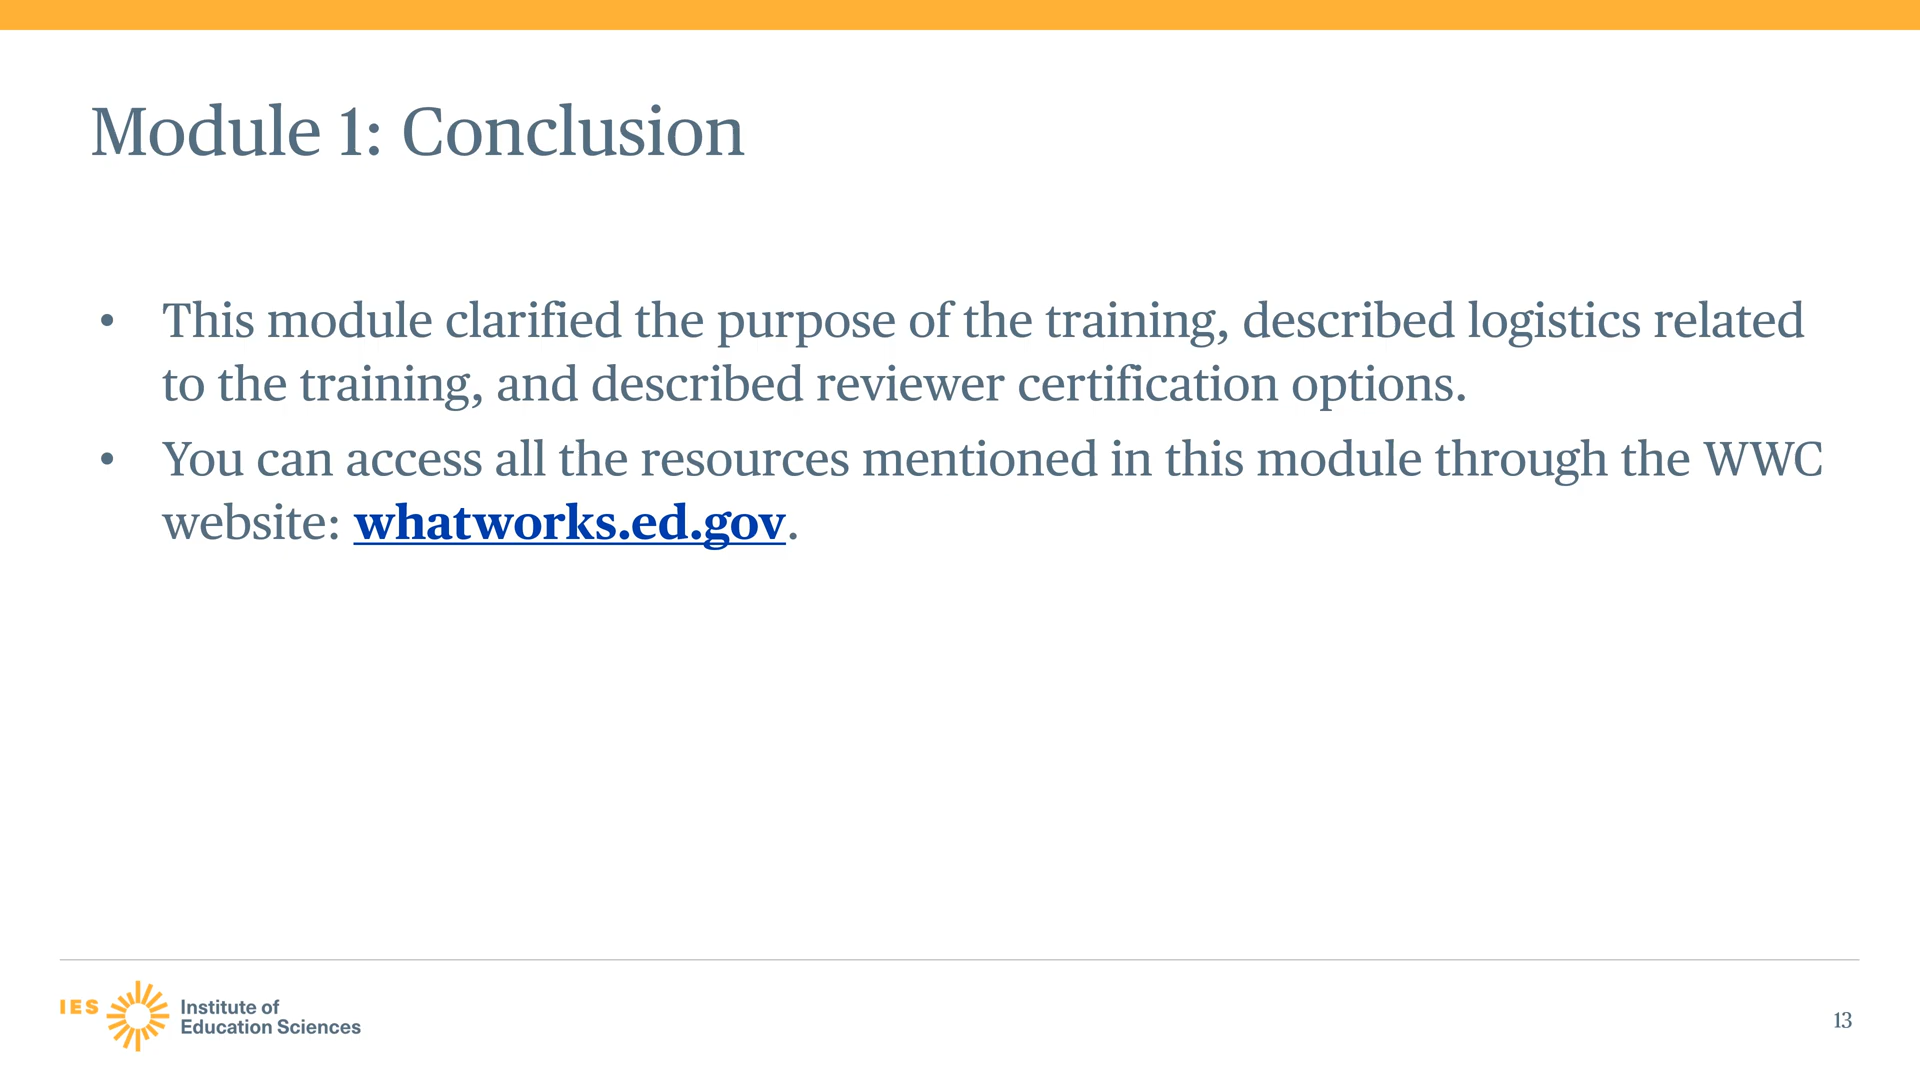 Module 1: Conclusion
• This module clarified the purpose of the training, described logistics related
to the training, and described reviewer certification options.
• You can access all the resources mentioned in this module through the WWC
website: whatworks.ed.gov.
IES
Institute of
Education Sciences
13